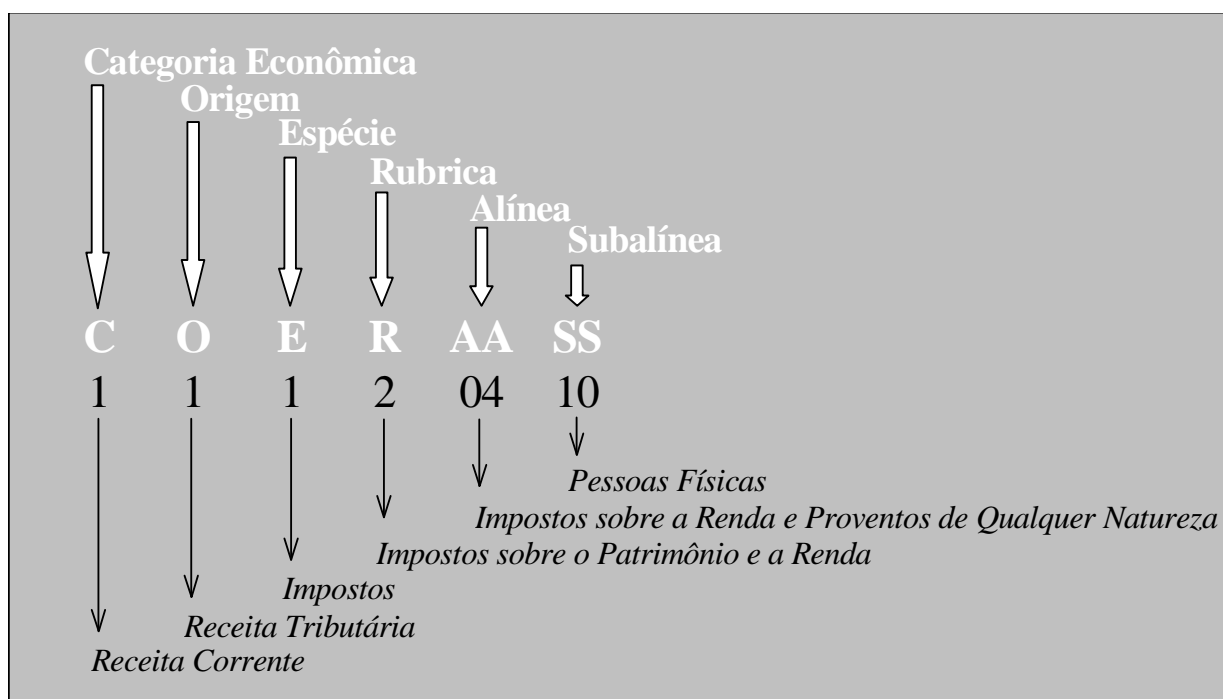 Categoria Econômica
Origem
Espécie
Rubrica
Alínea
Subalínea
C O E R AA SS
1 1 1 2 04 10
Pessoas Físicas
Impostos sobre a Renda e Proventos de Qualquer Natureza
Impostos sobre o Patrimônio e a Renda
Impostos
Receita Tributária
Receita Corrente